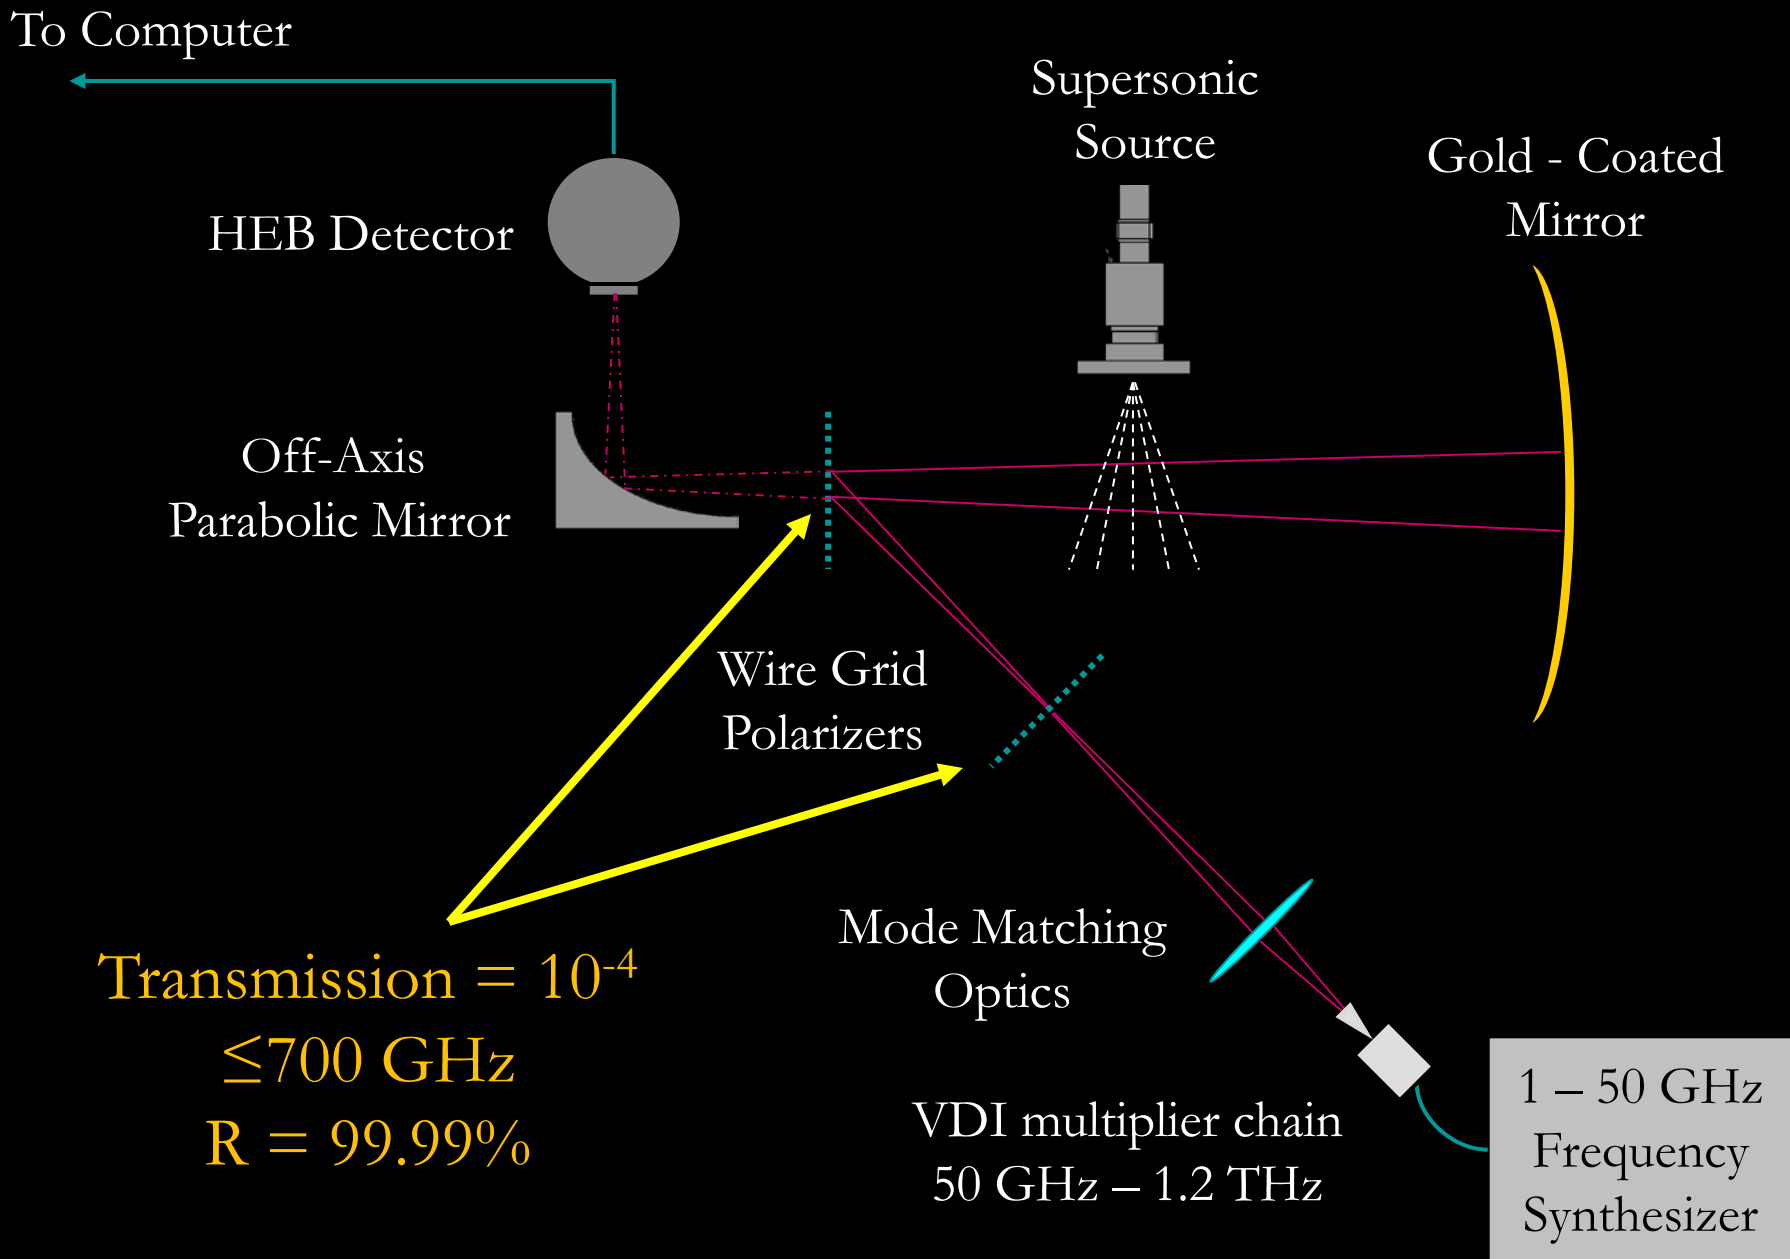 To Computer
Supersonic
Source
Gold - Coated
Mirror
HEB Detector
Off-Axis
Parabolic Mirror
Wire Grid
Polarizers
Mode Matching
Optics
Transmission = 10⁻⁴
≤700 GHz
R = 99.99%
VDI multiplier chain
50 GHz – 1.2 THz
1 – 50 GHz
Frequency
Synthesizer